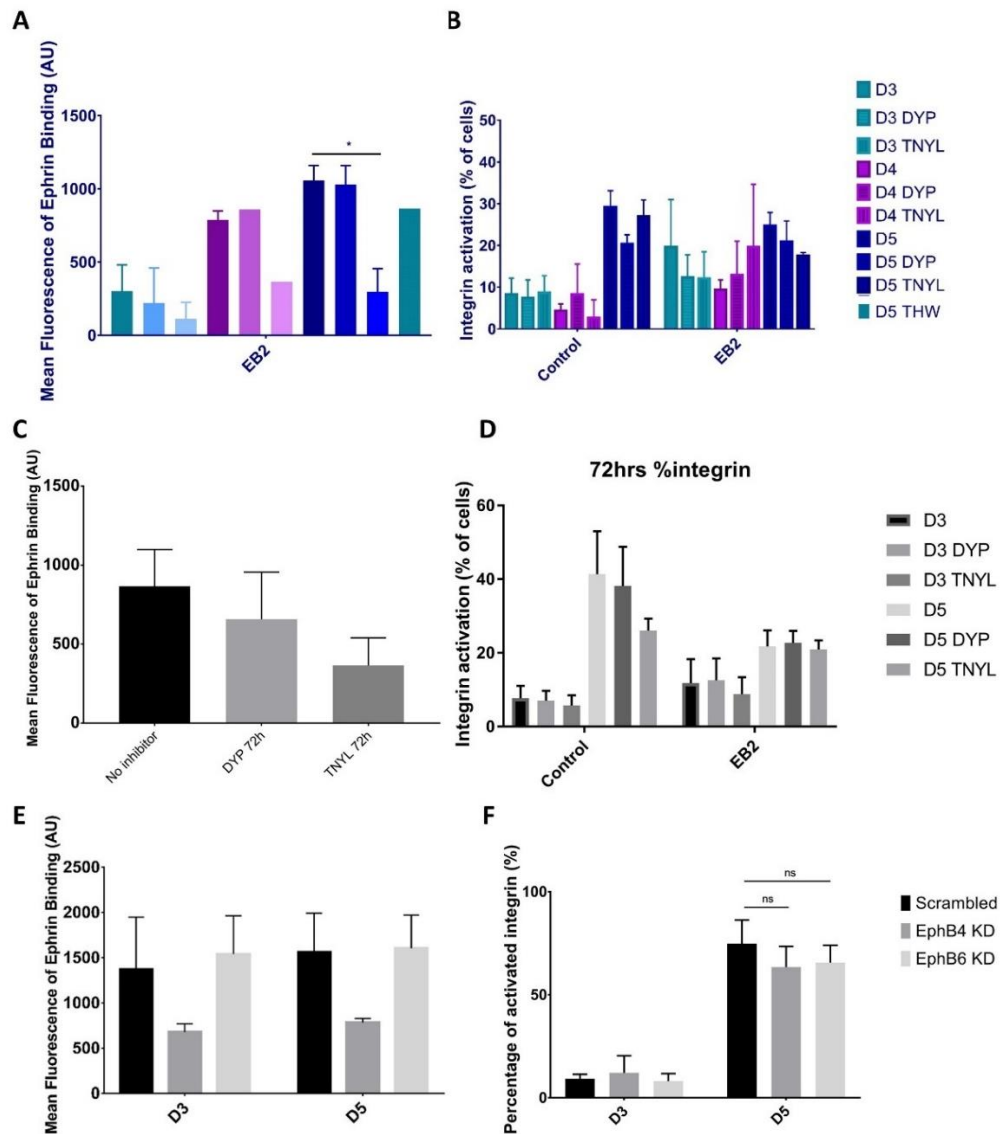 A
Mean Fluorescence of Ephrin Binding (AU)
1500
1000
500
0
*
EB2
B
Integrin activation (% of cells)
50
40
30
20
10
0
Control
EB2
D3
D3 DYP
D3 TNYL
D4
D4 DYP
D4 TNYL
D5
D5 DYP
D5 TNYL
D5 THW
C
Mean Fluorescence of Ephrin Binding (AU)
1500
1000
500
0
No inhibitor
DYP 72h
TNYL 72h
D
72hrs %integrin
Integrin activation (% of cells)
60
40
20
0
Control
EB2
D3
D3 DYP
D3 TNYL
D5
D5 DYP
D5 TNYL
E
Mean Fluorescence of Ephrin Binding (AU)
2500
2000
1500
1000
500
0
D3
D5
F
Percentage of activated integrin (%)
100
50
0
ns
ns
D3
D5
Scrambled
EphB4 KD
EphB6 KD